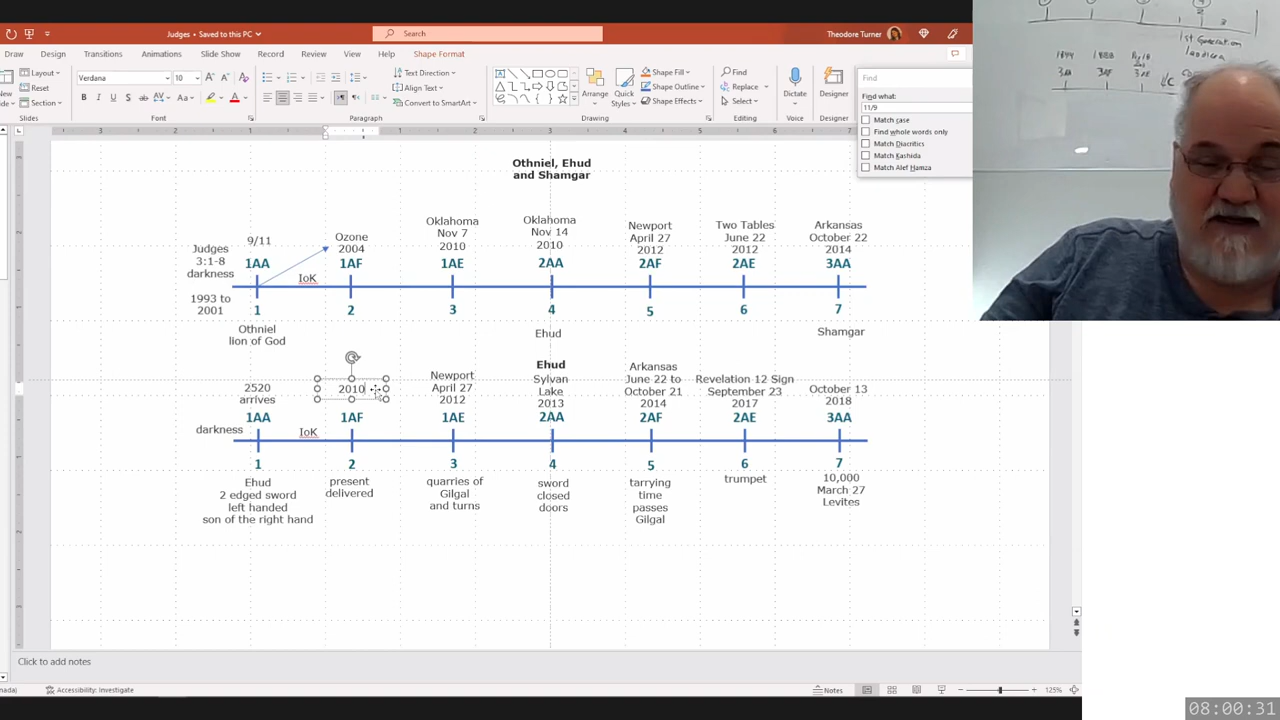 Judges • Saved to this PC
Search
Theodore Turner
Draw Design Transitions Animations Slide Show Record Review View Help Shape Format
Layout
Reset
Section
Slides
Verdana 10
Font
Paragraph
Text Direction
Align Text
Convert to SmartArt
Arrange
Quick Styles
Shape Fill
Shape Outline
Shape Effects
Drawing
Find
Replace
Select
Editing
Dictate
Voice
Designer
Designer
Find
Find what:
11/9
Match case
Find whole words only
Match Diacritics
Match Kashida
Match Alef Hamza
Othniel, Ehud
and Shamgar
Judges
3:1-8
darkness
1993 to
2001
9/11
1AA
1
Othniel
lion of God
IoK
Ozone
2004
1AF
2
Oklahoma
Nov 7
2010
1AE
3
Oklahoma
Nov 14
2010
2AA
4
Ehud
Newport
April 27
2012
2AF
5
Two Tables
June 22
2012
2AE
6
Arkansas
October 22
2014
3AA
7
Shamgar
darkness
2520
arrives
1AA
1
Ehud
2 edged sword
left handed
son of the right hand
IoK
2010
1AF
2
present
delivered
Newport
April 27
2012
1AE
3
quarries of
Gilgal
and turns
Ehud
Sylvan
Lake
2013
2AA
4
sword
closed
doors
Arkansas
June 22 to
October 21
2014
2AF
5
tarrying
time
passes
Gilgal
Revelation 12 Sign
September 23
2017
2AE
6
trumpet
October 13
2018
3AA
7
10,000
March 27
Levites
Click to add notes
Accessibility: Investigate
Notes
125%
1st Generation
08:00:31